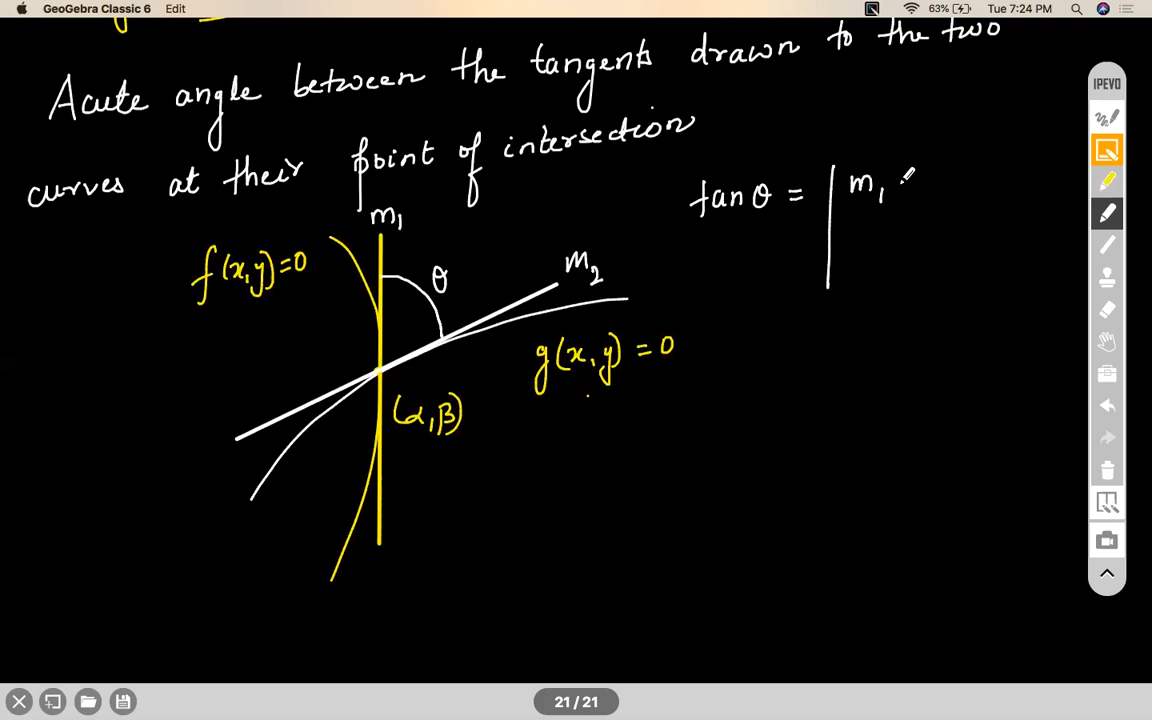 GeoGebra Classic 6 Edit 63% Tue 7:24 PM
Acute angle between the tangents drawn to the two
curves at their point of intersection
IPEVO
tan θ = | m₁
m₁
f(x,y)=0
θ
m₂
g(x,y) = 0
(α,β)
21/21